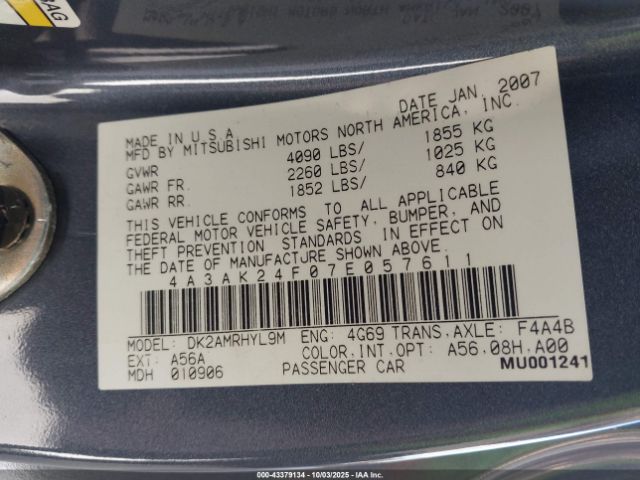 BAG
DATE JAN. 2007
MADE IN U.S.A.
MFD BY MITSUBISHI MOTORS NORTH AMERICA, INC.
GVWR 4090 LBS/ 1855 KG
GAWR FR. 2260 LBS/ 1025 KG
GAWR RR. 1852 LBS/ 840 KG
THIS VEHICLE CONFORMS TO ALL APPLICABLE
FEDERAL MOTOR VEHICLE SAFETY, BUMPER, AND
THEFT PREVENTION STANDARDS IN EFFECT ON
THE DATE OF MANUFACTURE SHOWN ABOVE.
4A3AK24F07E057611
MODEL: DK2AMRHYL9M ENG: 4G69 TRANS.AXLE: F4A4B
EXT: A56A COLOR.INT.OPT: A56.08H.A00
MDH 010906 PASSENGER CAR MU001241
000-43379134 - 10/03/2025 - IAA Inc.